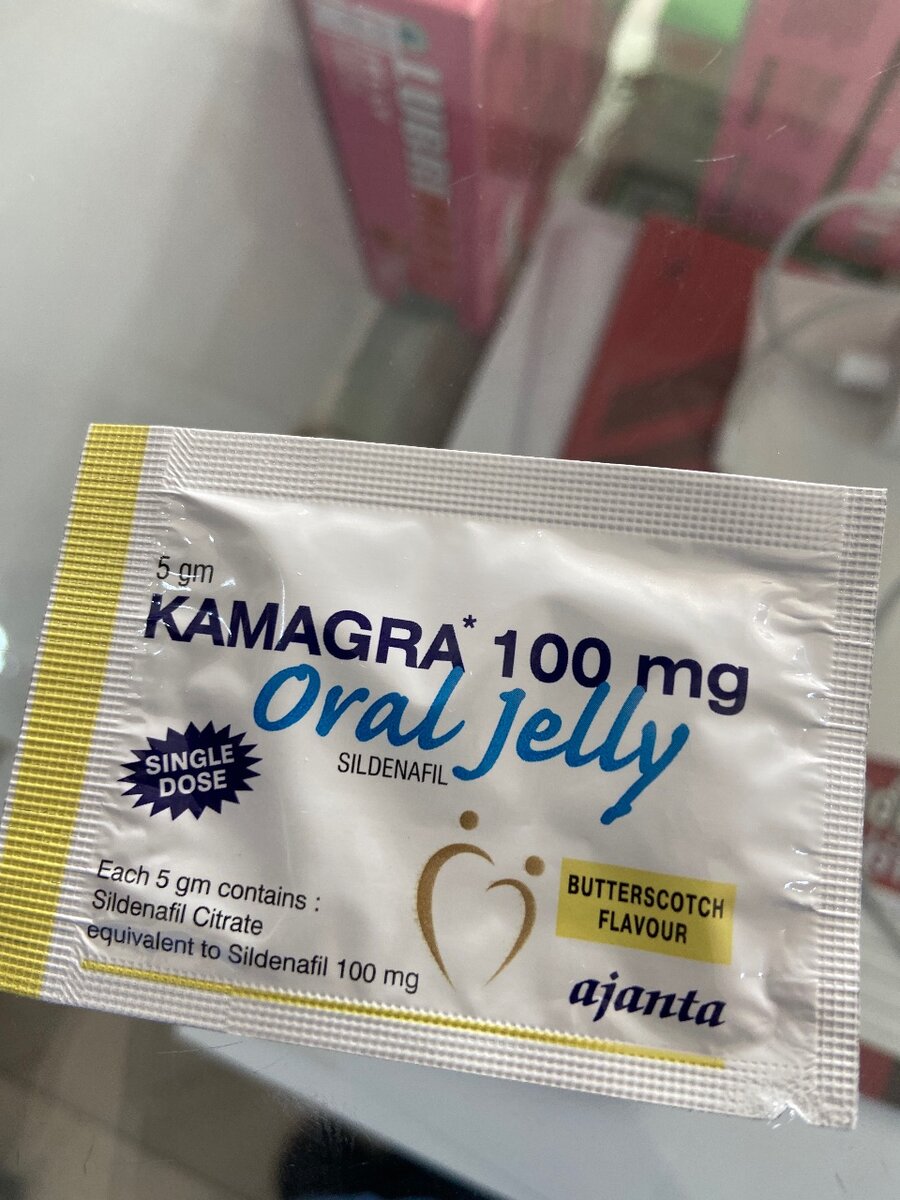 5 gm
KAMAGRA* 100 mg
Oral Jelly
SILDENAFIL
SINGLE
DOSE
Each 5 gm contains :
Sildenafil Citrate
equivalent to Sildenafil 100 mg
BUTTERSCOTCH
FLAVOUR
ajanta